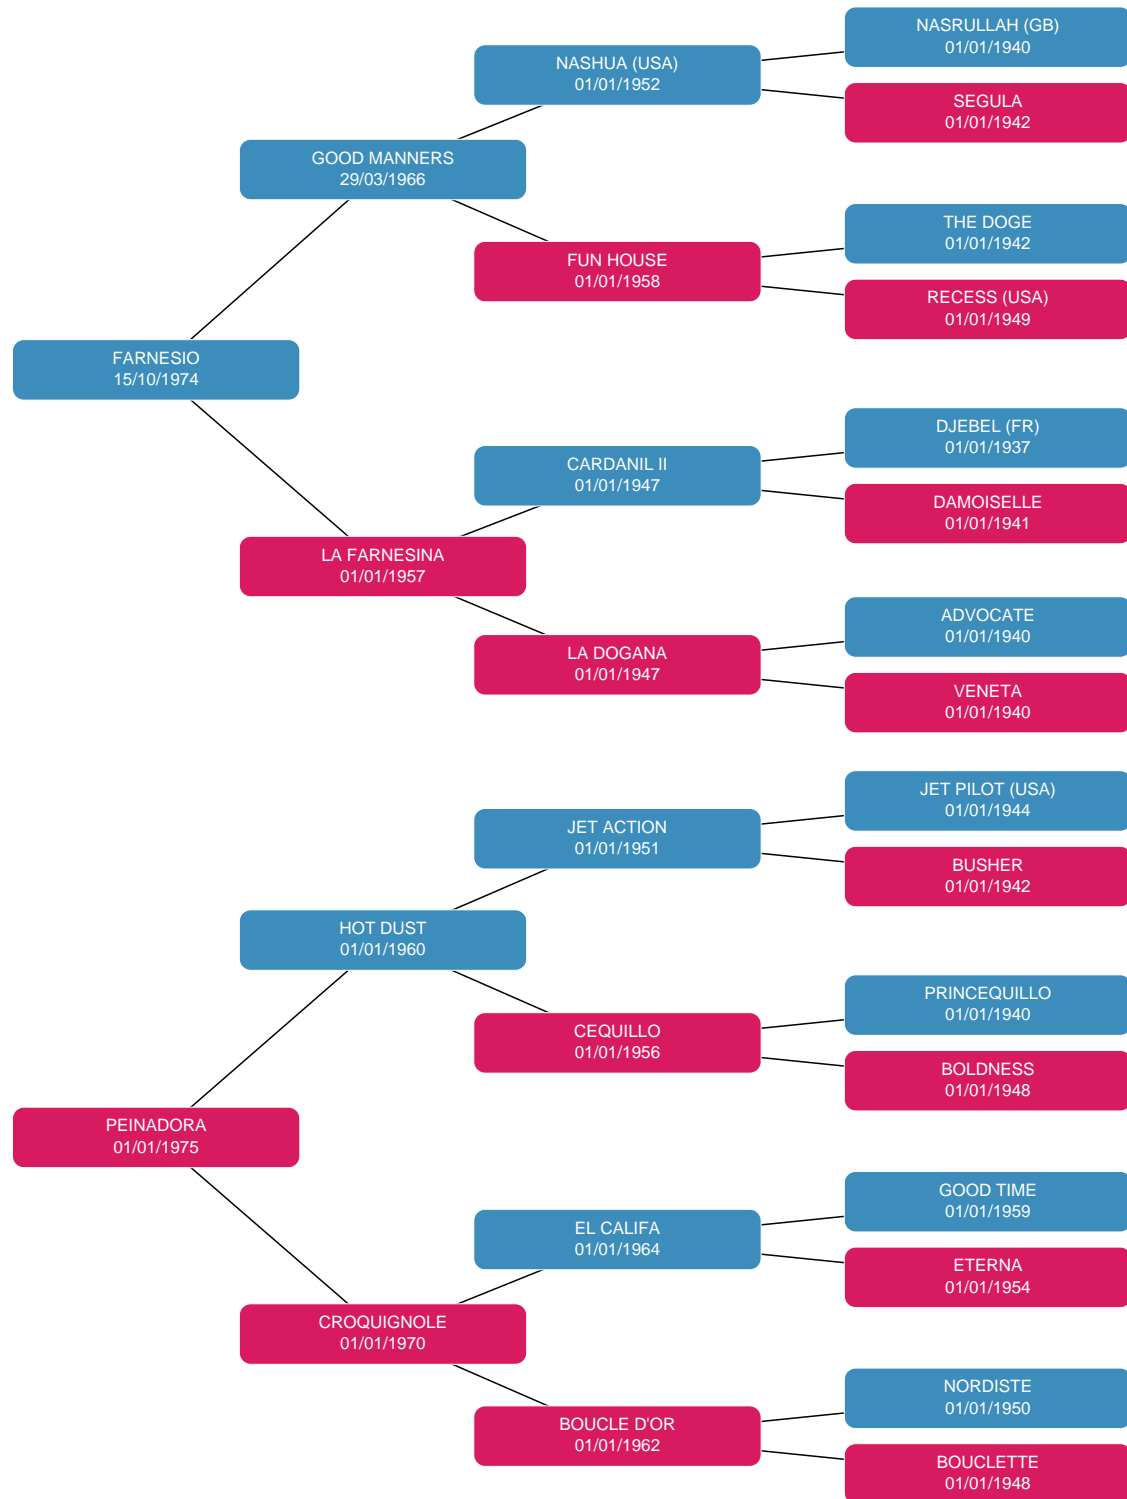 NASRULLAH (GB)
01/01/1940
NASHUA (USA)
01/01/1952
SEGULA
01/01/1942
GOOD MANNERS
29/03/1966
THE DOGE
01/01/1942
FUN HOUSE
01/01/1958
RECESS (USA)
01/01/1949
FARNESIO
15/10/1974
DJEBEL (FR)
01/01/1937
CARDANIL II
01/01/1947
DAMOISELLE
01/01/1941
LA FARNESINA
01/01/1957
ADVOCATE
01/01/1940
LA DOGANA
01/01/1947
VENETA
01/01/1940
JET PILOT (USA)
01/01/1944
JET ACTION
01/01/1951
BUSHER
01/01/1942
HOT DUST
01/01/1960
PRINCEQUILLO
01/01/1940
CEQUILLO
01/01/1956
BOLDNESS
01/01/1948
PEINADORA
01/01/1975
GOOD TIME
01/01/1959
EL CALIFA
01/01/1964
ETERNA
01/01/1954
CROQUIGNOLE
01/01/1970
NORDISTE
01/01/1950
BOUCLE D'OR
01/01/1962
BOUCLETTE
01/01/1948